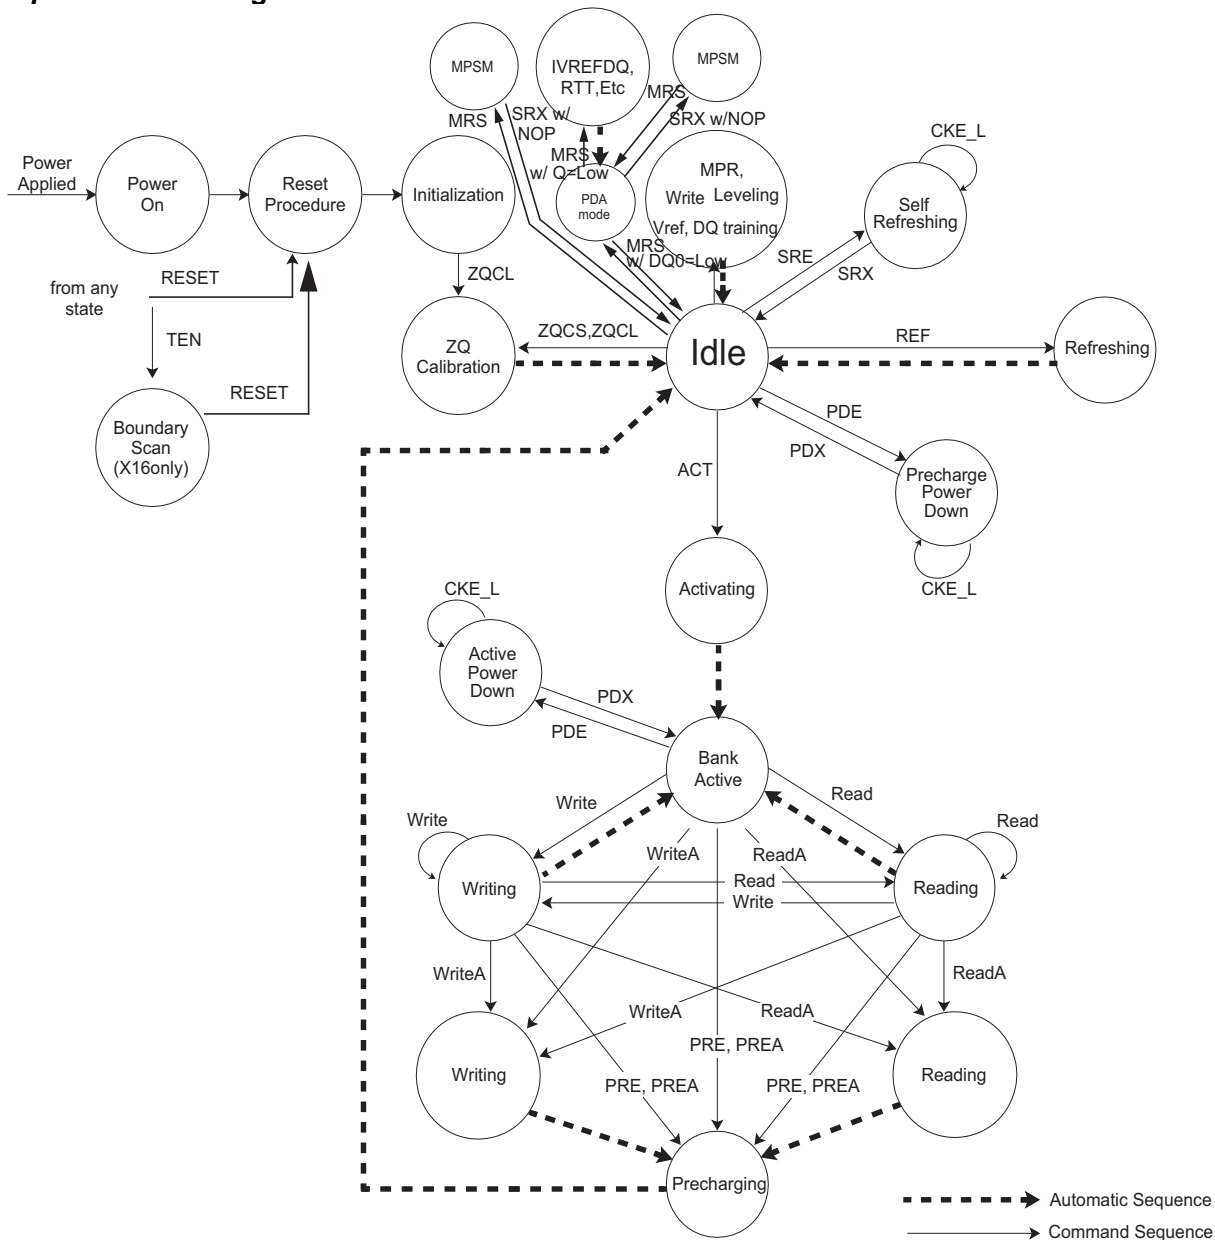 MPSM
IVREFDQ,
RTT,Etc
MPSM
MRS
SRX w/
NOP
MRS
SRX w/NOP
MRS
w/ Q=Low
CKE_L
Power
Applied
Power
On
Reset
Procedure
Initialization
PDA
mode
MPR,
Write Leveling
Vref, DQ training
Self
Refreshing
MRS
w/ DQ0=Low
SRE
SRX
from any
state
RESET
ZQCL
TEN
ZQ
Calibration
ZQCS,ZQCL
Idle
REF
Refreshing
RESET
Boundary
Scan
(X16only)
PDE
PDX
ACT
Precharge
Power
Down
CKE_L
Activating
CKE_L
Active
Power
Down
PDX
PDE
Bank
Active
Write
Read
Write
Read
WriteA
ReadA
Writing
Read
Write
Reading
WriteA
ReadA
WriteA
ReadA
PRE, PREA
Writing
Reading
PRE, PREA
PRE, PREA
Precharging
Automatic Sequence
Command Sequence